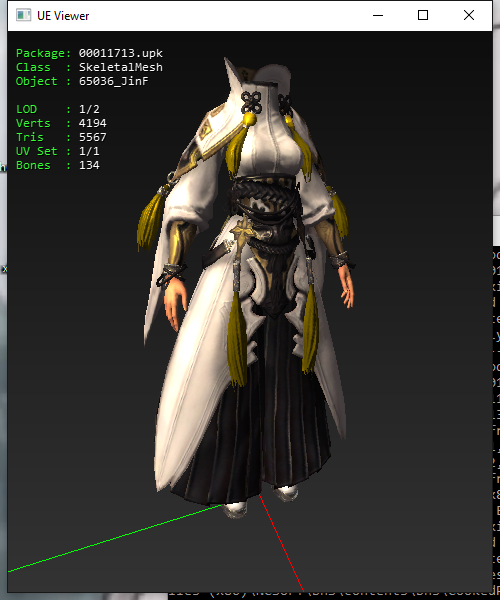 UE Viewer
Package: 00011713.upk
Class  : SkeletalMesh
Object : 65036_JinF
LOD    : 1/2
Verts  : 4194
Tris   : 5567
UV Set : 1/1
Bones  : 134